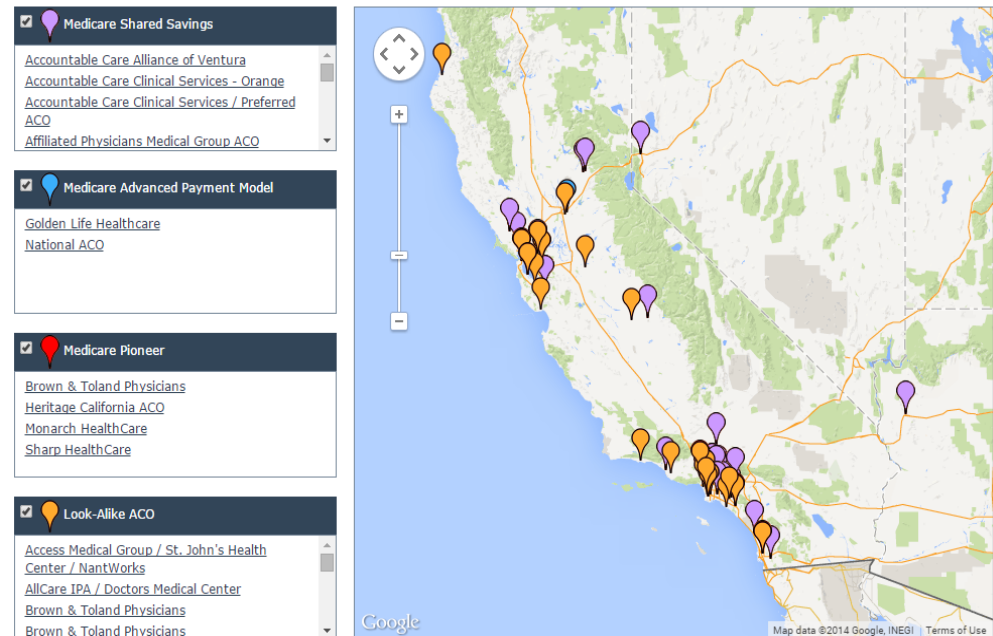 Medicare Shared Savings
Accountable Care Alliance of Ventura
Accountable Care Clinical Services - Orange
Accountable Care Clinical Services / Preferred
ACO
Affiliated Physicians Medical Group ACO
Medicare Advanced Payment Model
Golden Life Healthcare
National ACO
Medicare Pioneer
Brown & Toland Physicians
Heritage California ACO
Monarch HealthCare
Sharp HealthCare
Look-Alike ACO
Access Medical Group / St. John's Health
Center / NantWorks
AllCare IPA / Doctors Medical Center
Brown & Toland Physicians
Brown & Toland Physicians
Google
Map data ©2014 Google, INEGI
Terms of Use